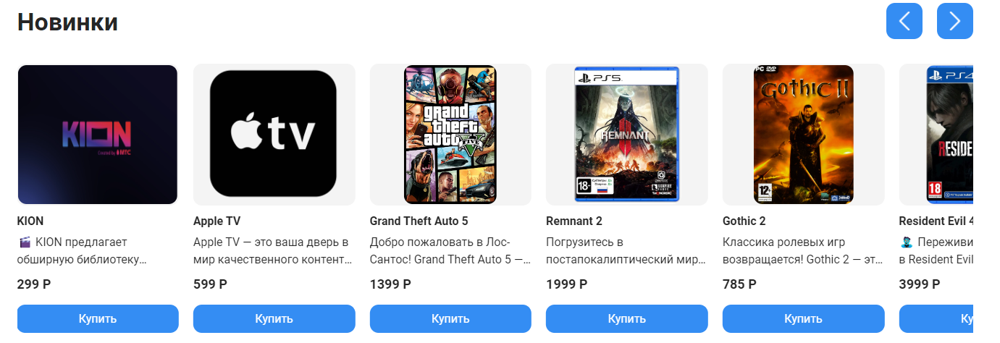 Новинки
KION
Created by МТС
tv
grand
theft
auto
V
PS5
REMNANT
II
18+
GOTHIC II
PC DVD
12+
PS4
RESIDE
18
KION
🎬 KION предлагает
обширную библиотеку...
299 Р
Купить
Apple TV
Apple TV — это ваша дверь в
мир качественного контент...
599 Р
Купить
Grand Theft Auto 5
Добро пожаловать в Лос-
Сантос! Grand Theft Auto 5 —...
1399 Р
Купить
Remnant 2
Погрузитесь в
постапокалиптический мир...
1999 Р
Купить
Gothic 2
Классика ролевых игр
возвращается! Gothic 2 — эт...
785 Р
Купить
Resident Evil 4
Переживи
в Resident Evil
3999 Р
Ку